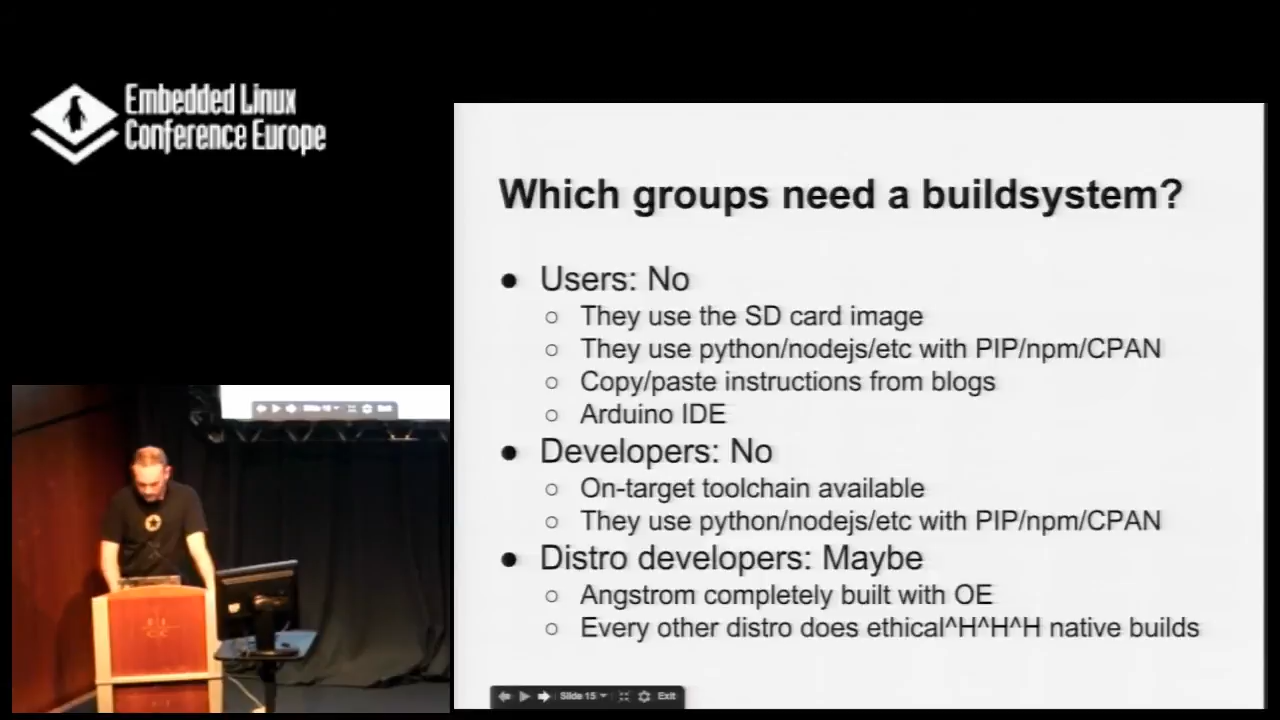 Embedded Linux
Conference Europe
Which groups need a buildsystem?
● Users: No
○ They use the SD card image
○ They use python/nodejs/etc with PIP/npm/CPAN
○ Copy/paste instructions from blogs
○ Arduino IDE
● Developers: No
○ On-target toolchain available
○ They use python/nodejs/etc with PIP/npm/CPAN
● Distro developers: Maybe
○ Angstrom completely built with OE
○ Every other distro does ethical^H^H^H native builds
Slide 15
Exit
Slide 15
Exit